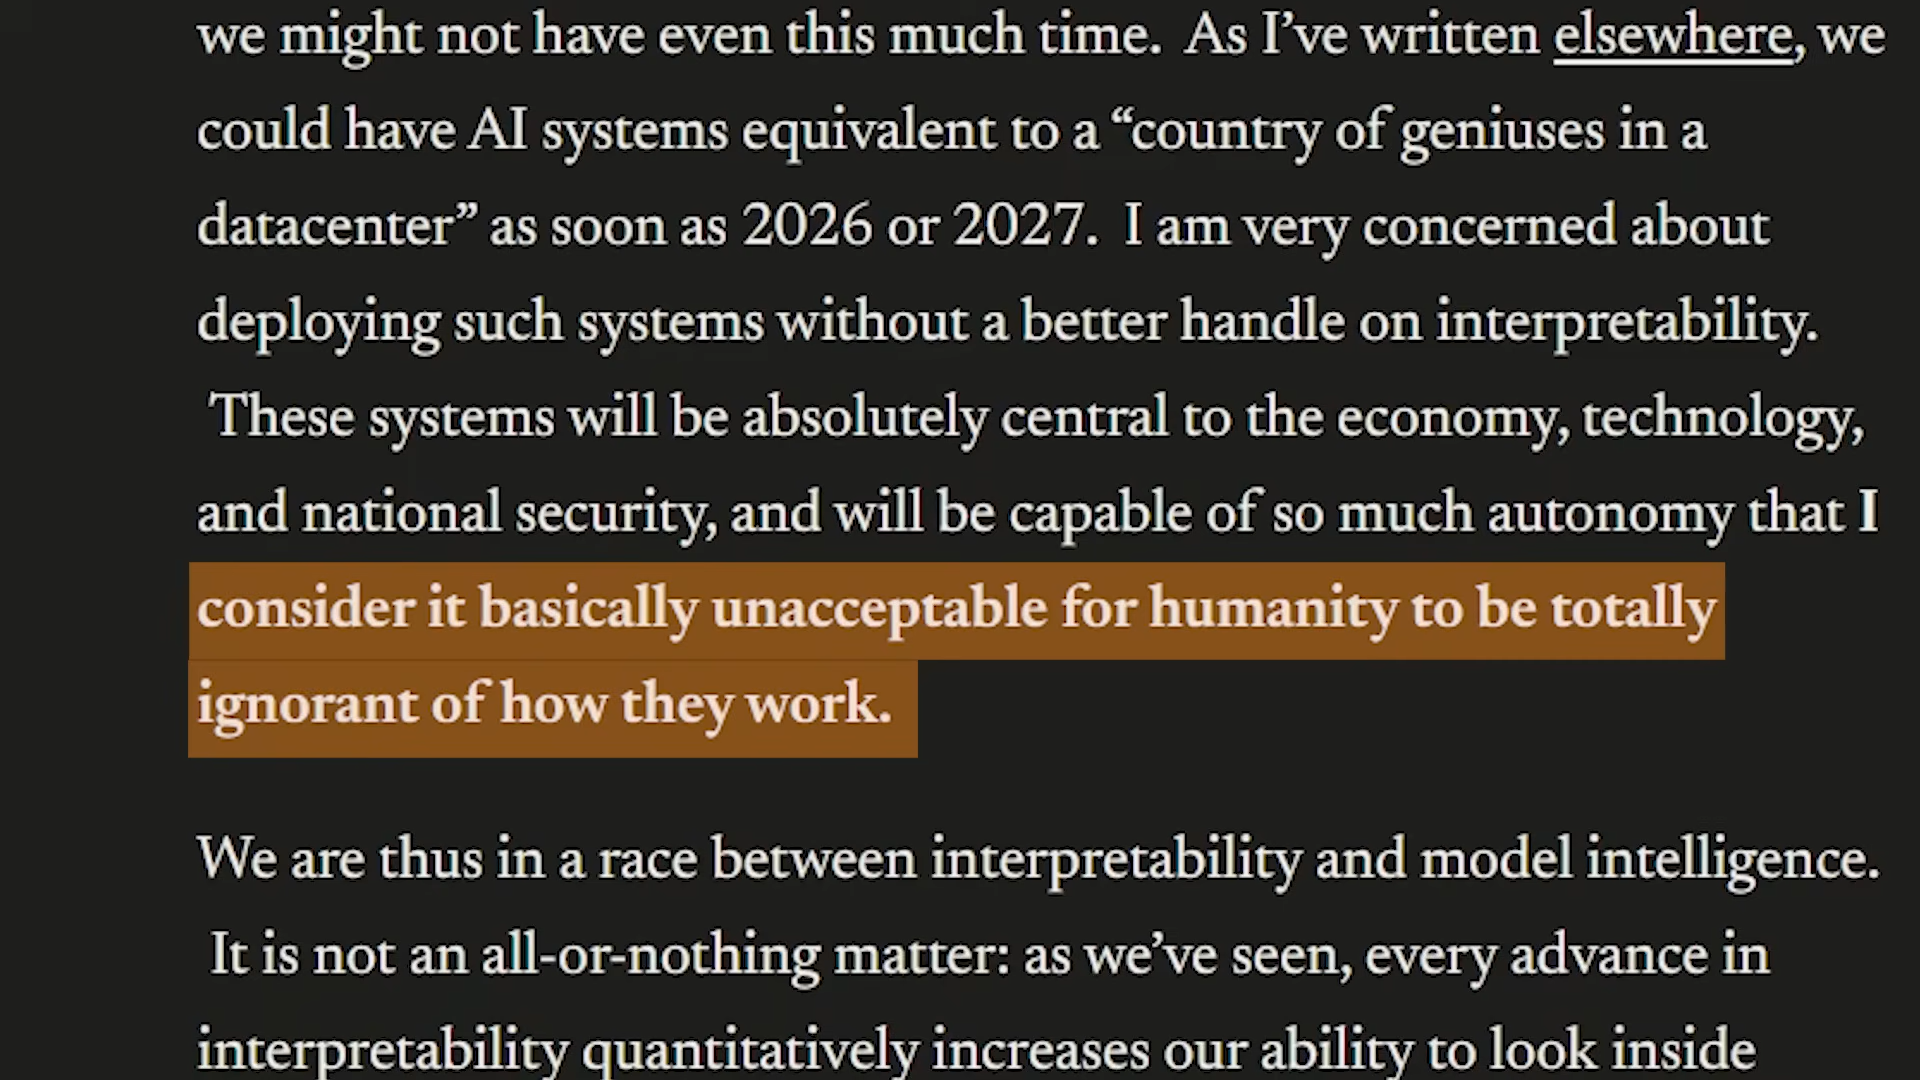 we might not have even this much time.  As I’ve written elsewhere, we
could have AI systems equivalent to a “country of geniuses in a
datacenter” as soon as 2026 or 2027.  I am very concerned about
deploying such systems without a better handle on interpretability.
These systems will be absolutely central to the economy, technology,
and national security, and will be capable of so much autonomy that I
consider it basically unacceptable for humanity to be totally
ignorant of how they work.
We are thus in a race between interpretability and model intelligence.
It is not an all-or-nothing matter: as we’ve seen, every advance in
interpretability quantitatively increases our ability to look inside